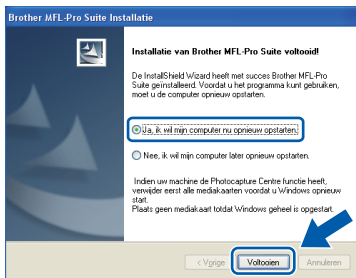 Brother MFL-Pro Suite Installatie
Installatie van Brother MFL-Pro Suite voltooid!
De InstallShield Wizard heeft met succes Brother MFL-Pro
Suite geïnstalleerd. Voordat u het programma kunt gebruiken,
moet u de computer opnieuw opstarten.
Ja, ik wil mijn computer nu opnieuw opstarten.
Nee, ik wil mijn computer later opnieuw opstarten.
Indien uw machine de Photocapture Centre functie heeft,
verwijder eerst alle mediakaarten voordat u Windows opnieuw
start.
Plaats geen mediakaart totdat Windows geheel is opgestart.
< Vorige Voltooien Annuleren